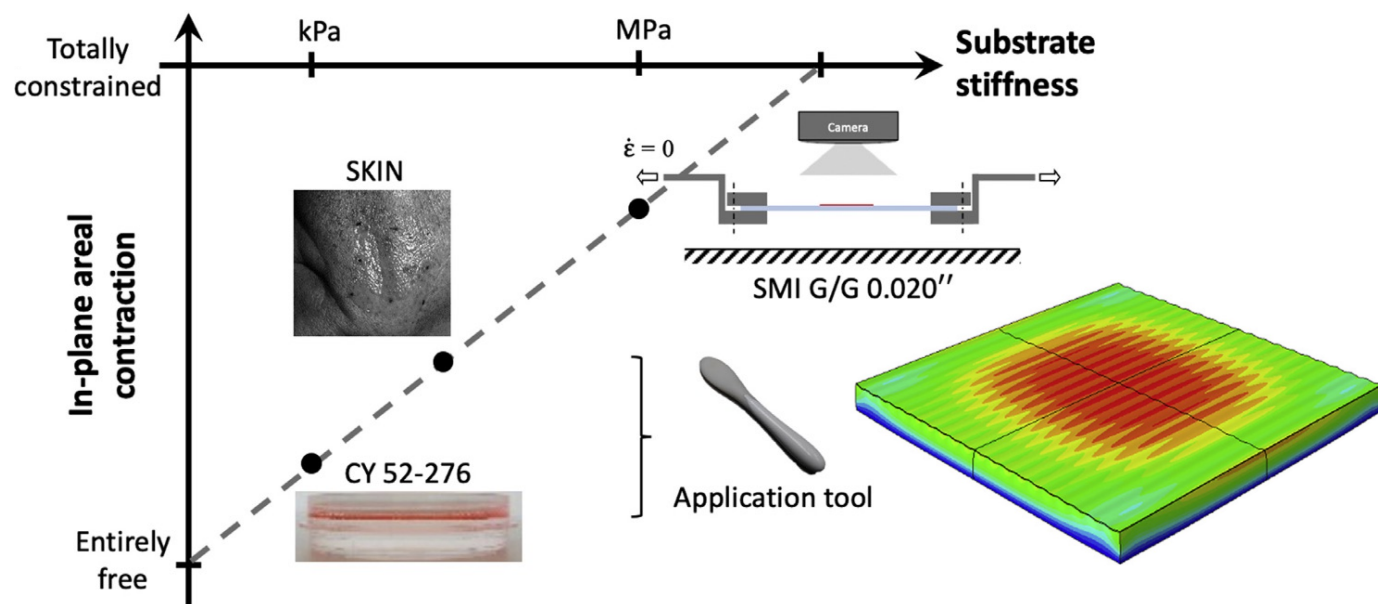 kPa
MPa
Totally
constrained
Substrate
stiffness
Camera
ε̇ = 0
SKIN
In-plane areal
contraction
SMI G/G 0.020′′
CY 52-276
Application tool
Entirely
free